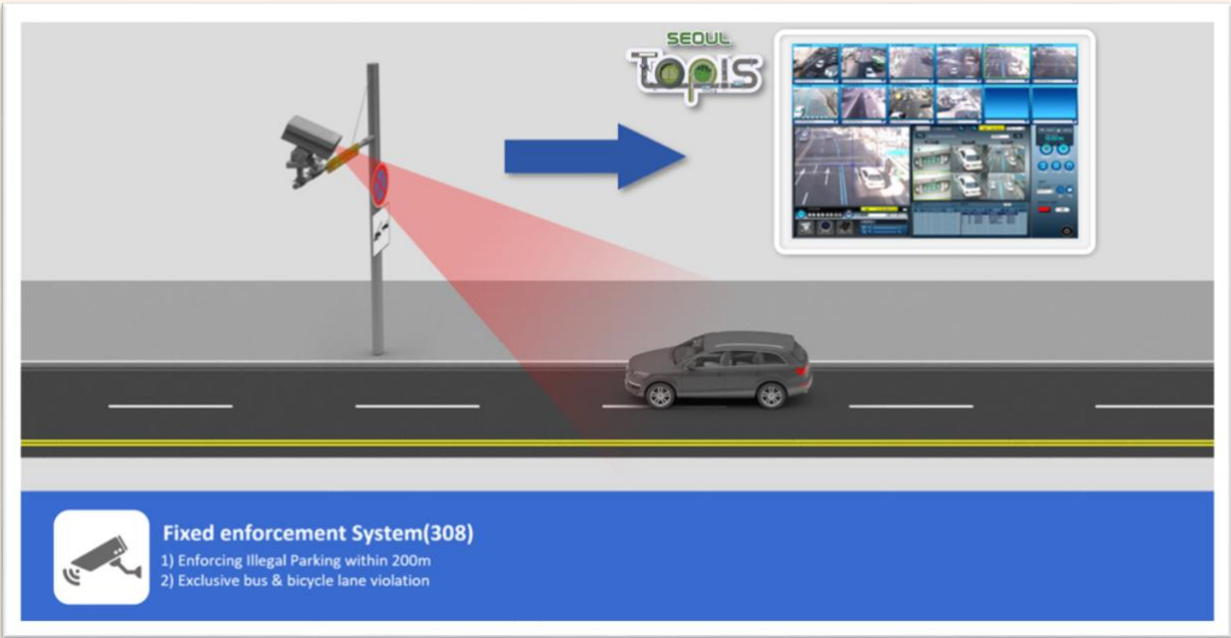 SEOUL
TOPIS
Fixed enforcement System(308)
1) Enforcing Illegal Parking within 200m
2) Exclusive bus & bicycle lane violation